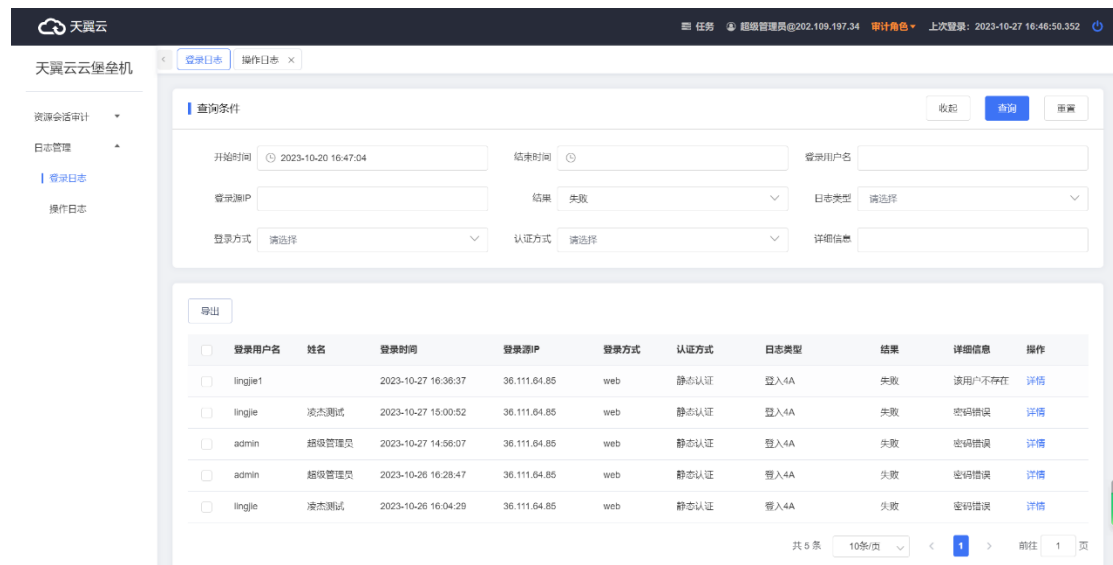 天翼云 任务 超级管理员@202.109.197.34 审计角色 上次登录：2023-10-27 16:46:50.352
天翼云云堡垒机 登录日志 操作日志 ×
资源会话审计
日志管理
登录日志
操作日志
查询条件 收起 查询 重置
开始时间 2023-10-20 16:47:04 结束时间 登录用户名
登录源IP 结果 失败 日志类型 请选择
登录方式 请选择 认证方式 请选择 详细信息
导出
登录用户名 姓名 登录时间 登录源IP 登录方式 认证方式 日志类型 结果 详细信息 操作
lingjie1 2023-10-27 16:36:37 36.111.64.85 web 静态认证 登入4A 失败 该用户不存在 详情
lingjie 凌杰测试 2023-10-27 15:00:52 36.111.64.85 web 静态认证 登入4A 失败 密码错误 详情
admin 超级管理员 2023-10-27 14:56:07 36.111.64.85 web 静态认证 登入4A 失败 密码错误 详情
admin 超级管理员 2023-10-26 16:28:47 36.111.64.85 web 静态认证 登入4A 失败 密码错误 详情
lingjie 凌杰测试 2023-10-26 16:04:29 36.111.64.85 web 静态认证 登入4A 失败 密码错误 详情
共 5 条 10条/页 < 1 > 前往 1 页